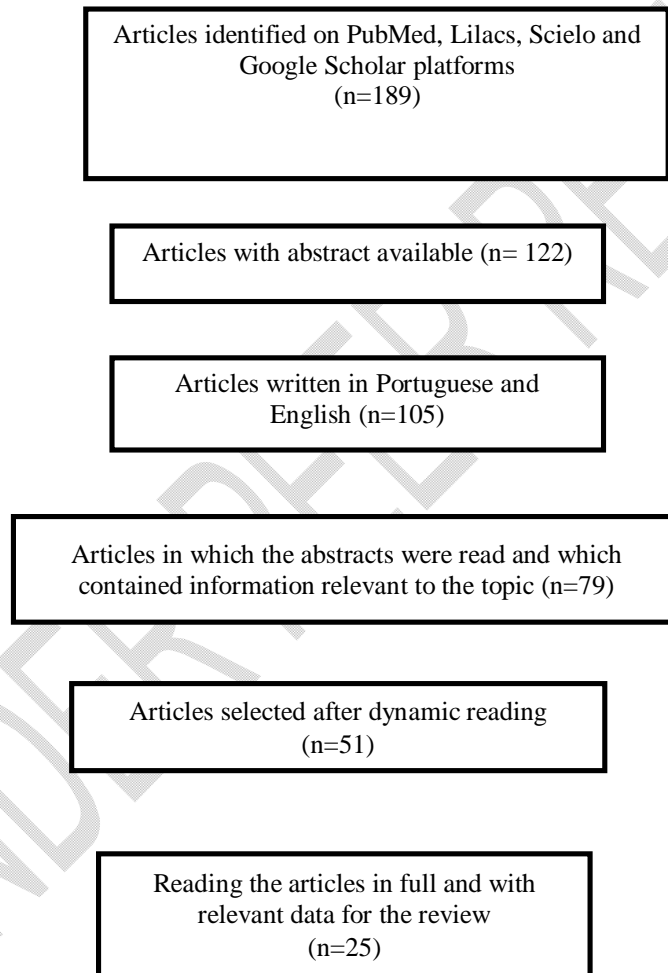 Articles identified on PubMed, Lilacs, Scielo and
Google Scholar platforms
(n=189)
Articles with abstract available (n= 122)
Articles written in Portuguese and
English (n=105)
Articles in which the abstracts were read and which
contained information relevant to the topic (n=79)
Articles selected after dynamic reading
(n=51)
Reading the articles in full and with
relevant data for the review
(n=25)